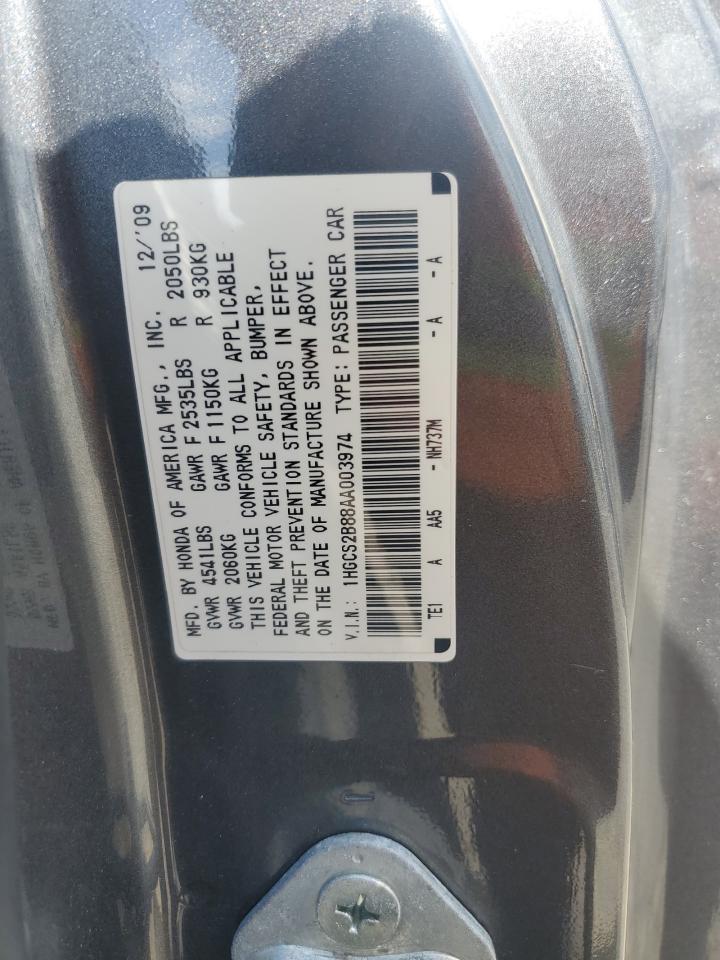 MFD. BY HONDA OF AMERICA MFG., INC. 12/'09
GVWR 4541LBS GAWR F 2535LBS R 2050LBS
GVWR 2060KG GAWR F 1150KG R 930KG
THIS VEHICLE CONFORMS TO ALL APPLICABLE
FEDERAL MOTOR VEHICLE SAFETY, BUMPER,
AND THEFT PREVENTION STANDARDS IN EFFECT
ON THE DATE OF MANUFACTURE SHOWN ABOVE.
V.I.N.: 1HGCS2B88AA003974 TYPE: PASSENGER CAR
TE1 A AA5 - NH737M - A - A